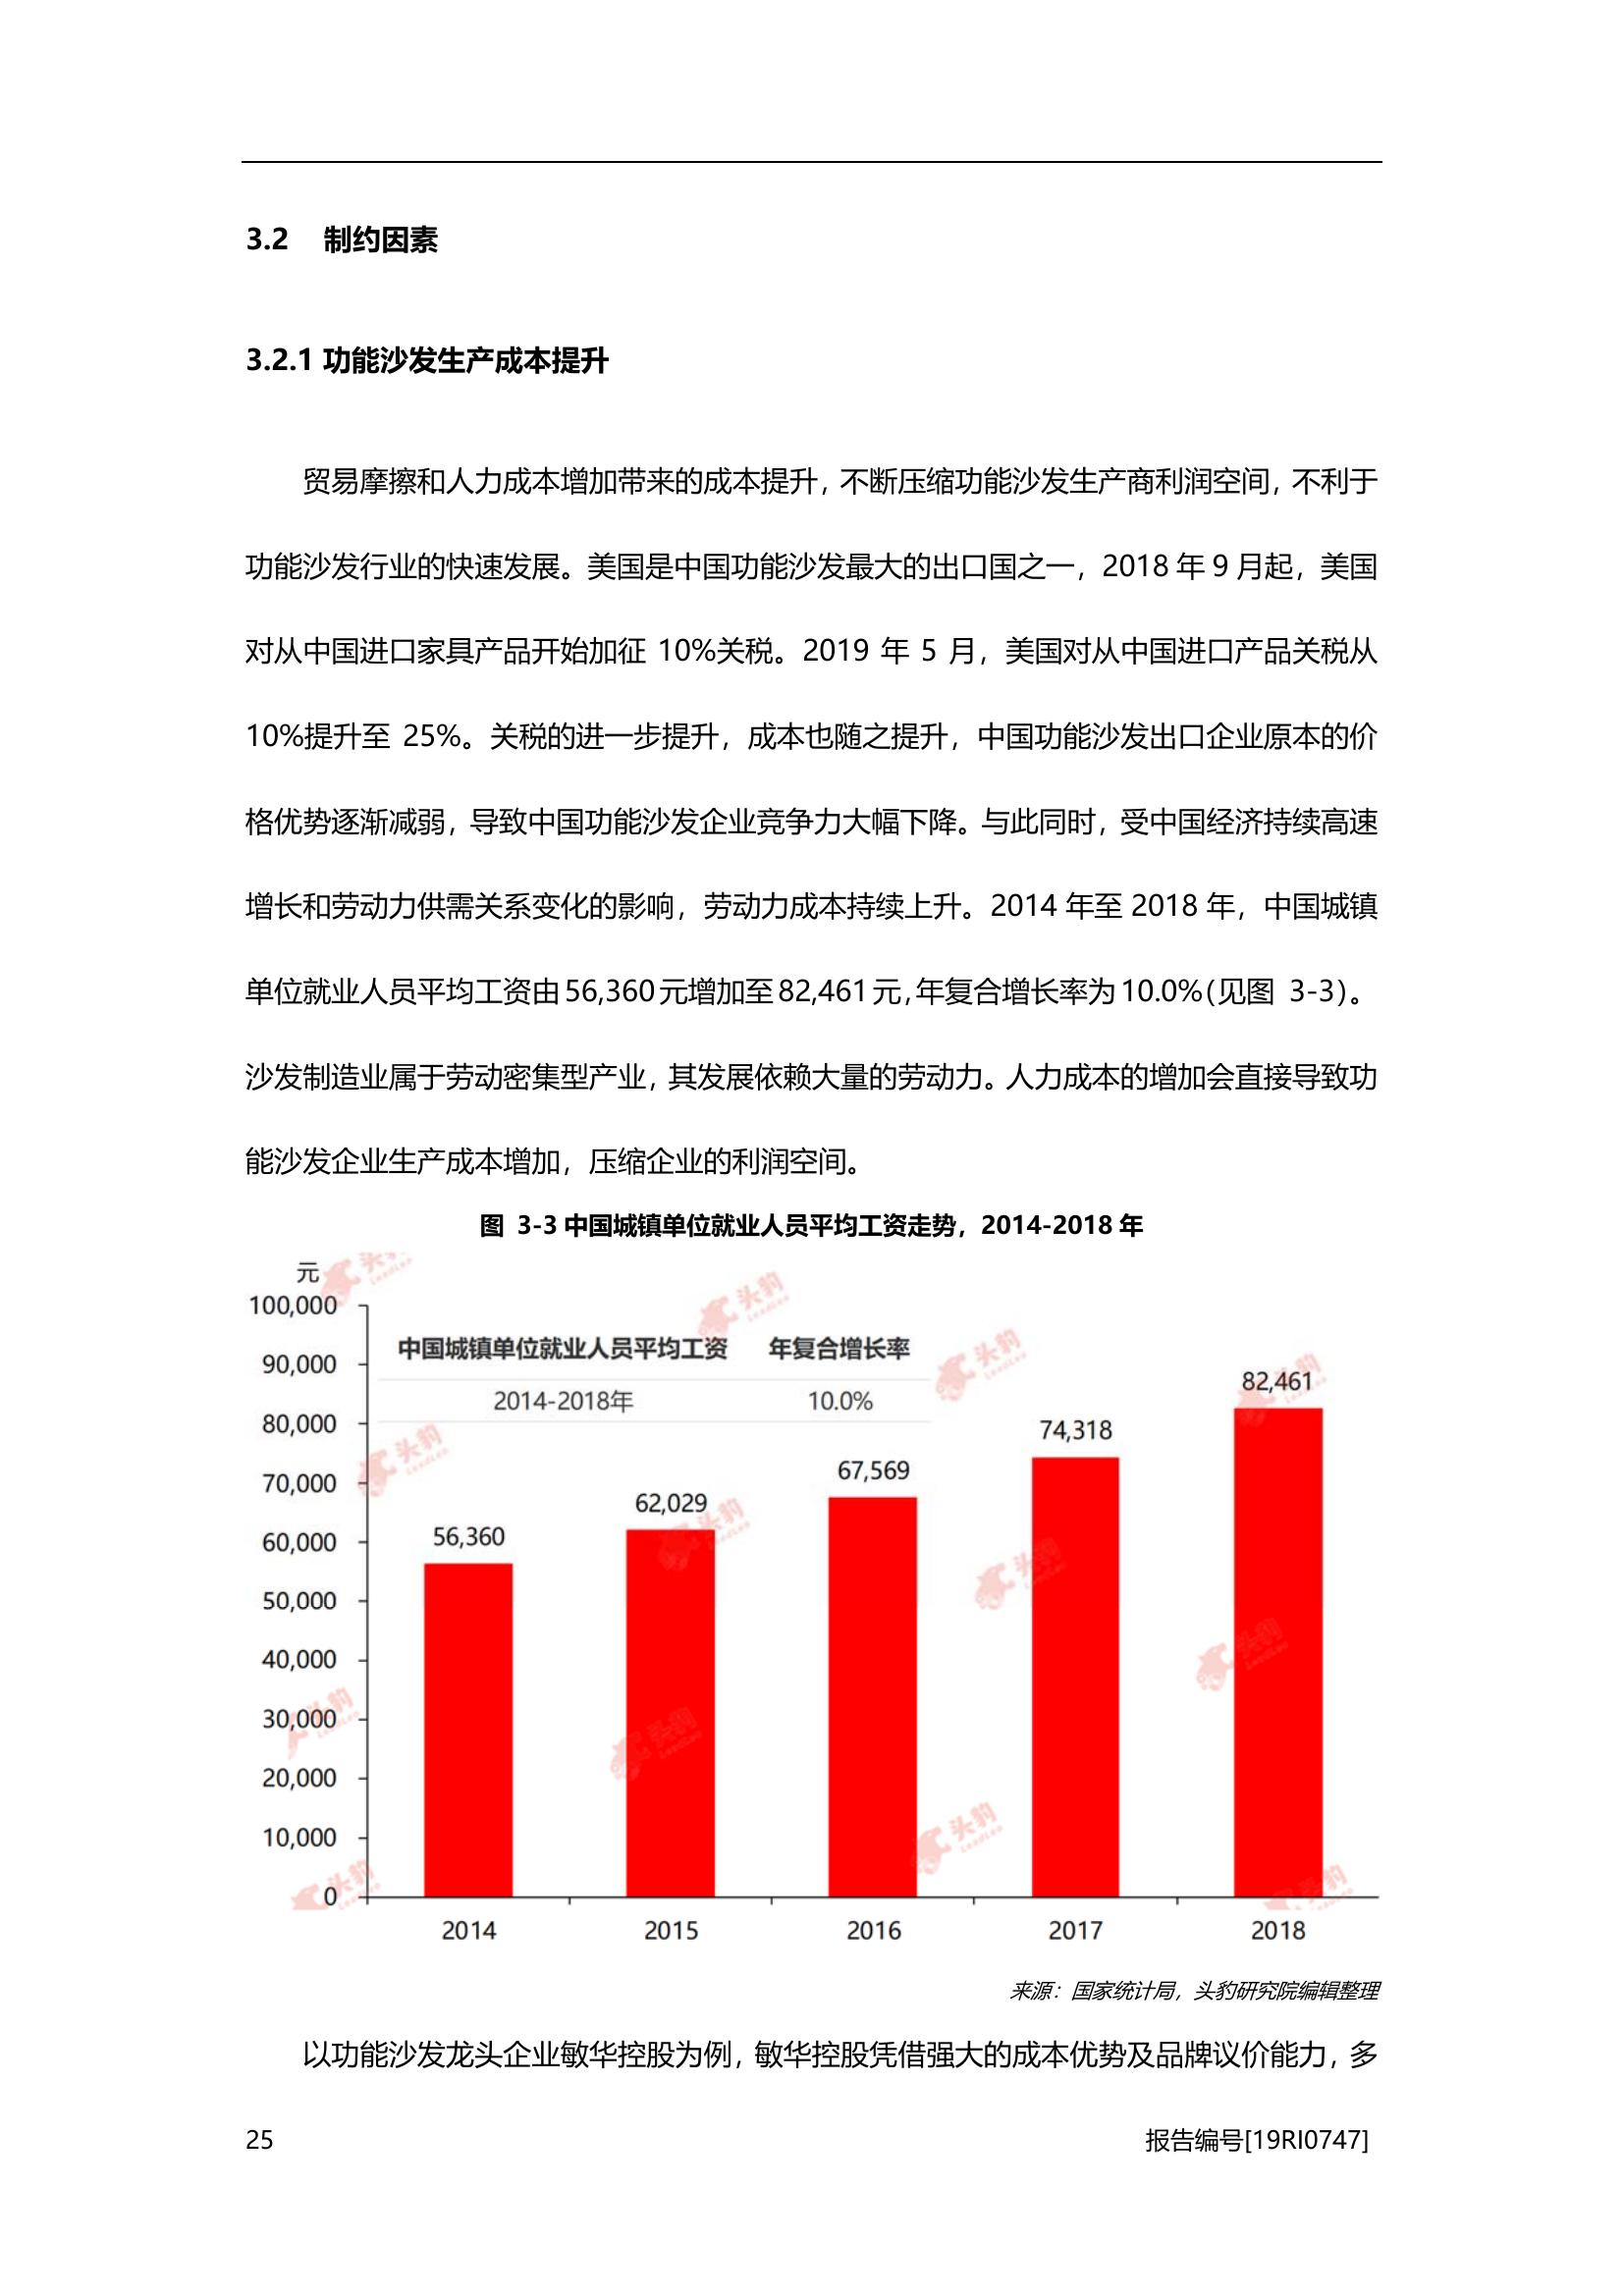 3.2 制约因素
3.2.1 功能沙发生产成本提升
贸易摩擦和人力成本增加带来的成本提升，不断压缩功能沙发生产商利润空间，不利于
功能沙发行业的快速发展。美国是中国功能沙发最大的出口国之一，2018 年 9 月起，美国
对从中国进口家具产品开始加征 10%关税。2019 年 5 月，美国对从中国进口产品关税从
10%提升至 25%。关税的进一步提升，成本也随之提升，中国功能沙发出口企业原本的价
格优势逐渐减弱，导致中国功能沙发企业竞争力大幅下降。与此同时，受中国经济持续高速
增长和劳动力供需关系变化的影响，劳动力成本持续上升。2014 年至 2018 年，中国城镇
单位就业人员平均工资由 56,360 元增加至 82,461 元，年复合增长率为 10.0%（见图 3-3）。
沙发制造业属于劳动密集型产业，其发展依赖大量的劳动力。人力成本的增加会直接导致功
能沙发企业生产成本增加，压缩企业的利润空间。
图 3-3 中国城镇单位就业人员平均工资走势，2014-2018 年
元
100,000
90,000
80,000
70,000
60,000
50,000
40,000
30,000
20,000
10,000
0
中国城镇单位就业人员平均工资 年复合增长率
2014-2018年 10.0%
56,360
62,029
67,569
74,318
82,461
2014 2015 2016 2017 2018
头豹
LeadLeo
来源：国家统计局，头豹研究院编辑整理
以功能沙发龙头企业敏华控股为例，敏华控股凭借强大的成本优势及品牌议价能力，多
25 报告编号[19RI0747]